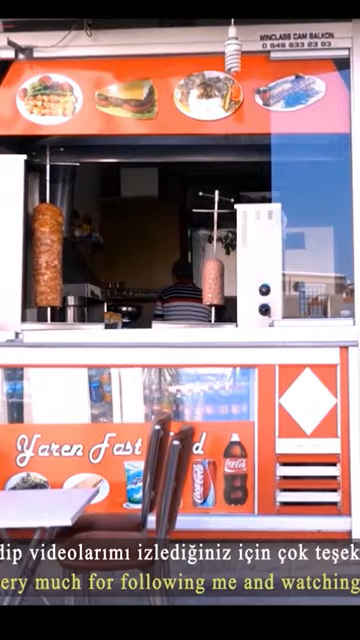 WINCLASS CAM BALKON
0 546 633 23 93
Yaren Fast
Coca-Cola
Coca-Cola
dip videolarımı izlediğiniz için çok teşek
ery much for following me and watching